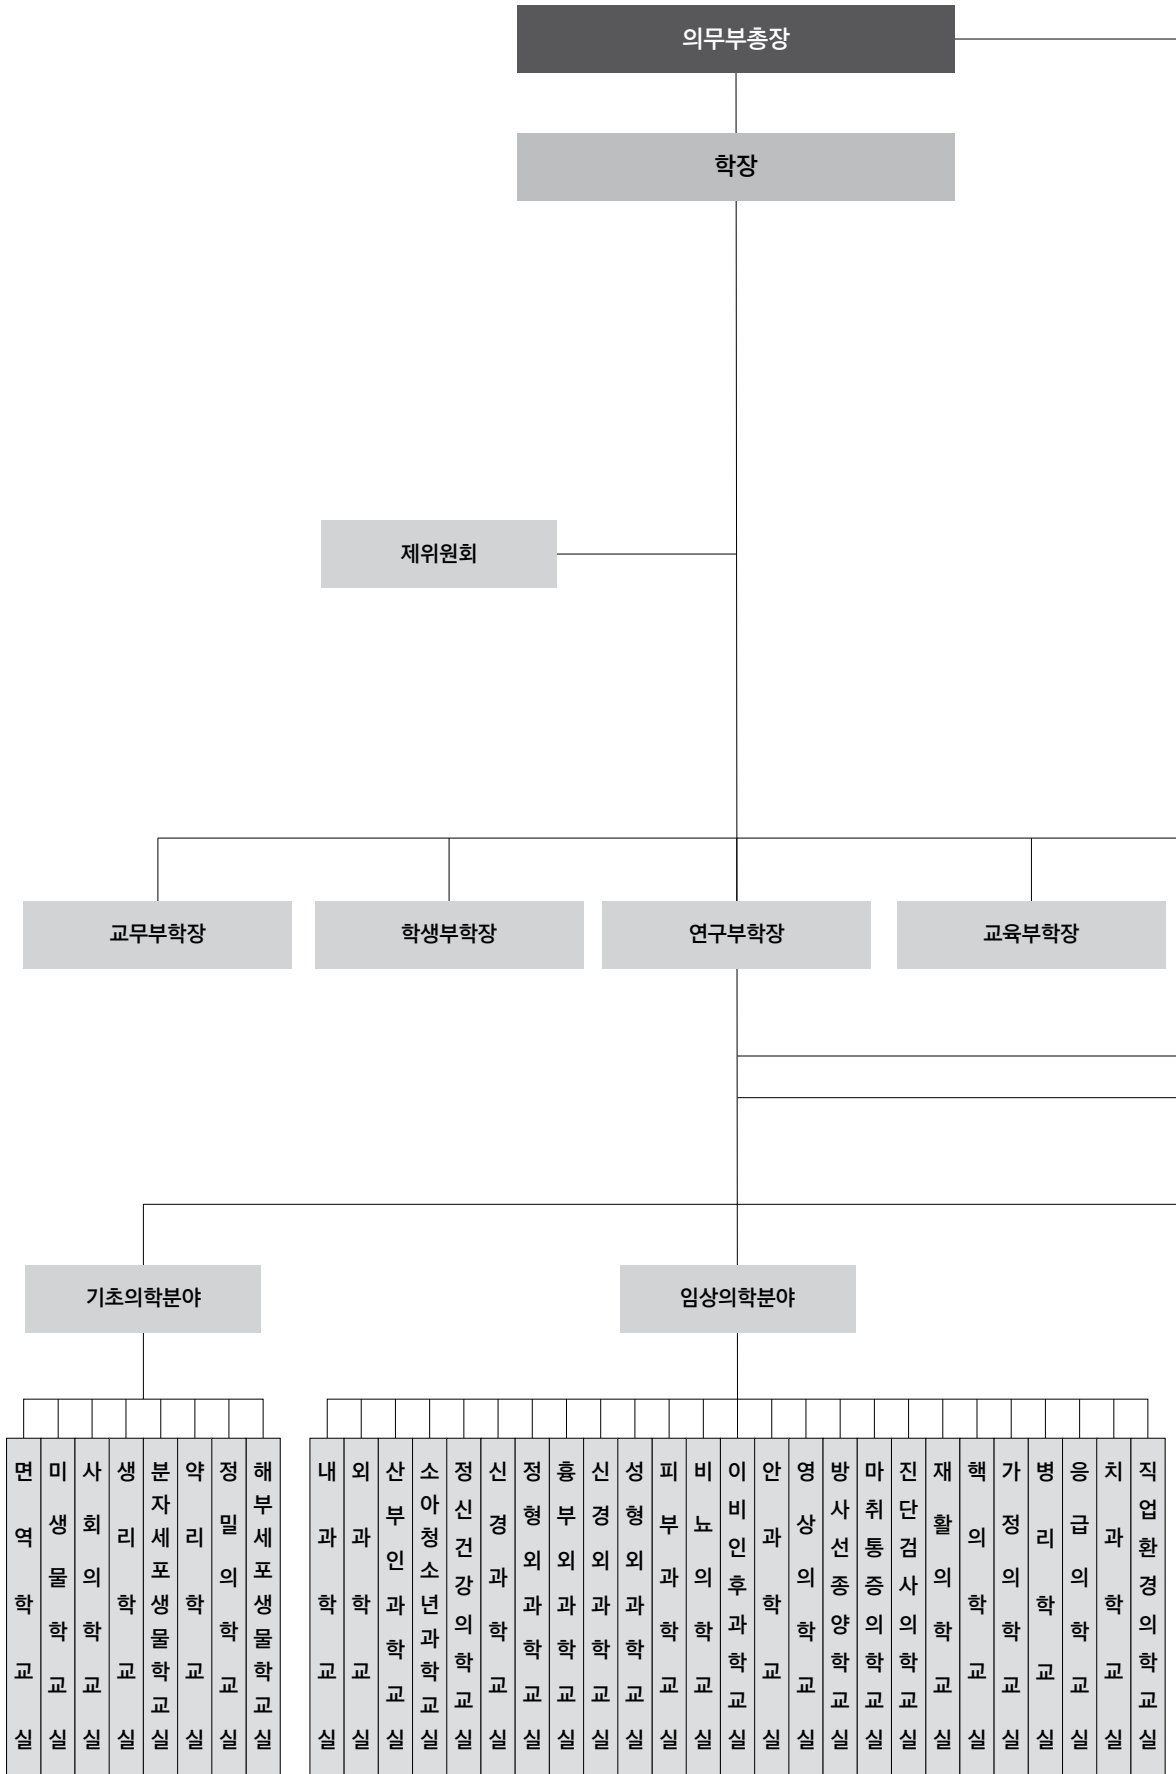 의무부총장
학장
제위원회
교무부학장
학생부학장
연구부학장
교육부학장
기초의학분야
임상의학분야
면역학교실
미생물학교실
사회의학교실
생리학교실
분자세포생물학교실
약리학교실
정밀의학교실
해부세포생물학교실
내과학교실
외과학교실
산부인과학교실
소아청소년과학교실
정신건강의학교실
신경과학교실
정형외과학교실
흉부외과학교실
신경외과학교실
성형외과학교실
피부과학교실
비뇨의학교실
이비인후과학교실
안과학교실
영상의학교실
방사선종양학교실
마취통증의학교실
진단검사의학교실
재활의학교실
핵의학교실
가정의학교실
병리학교실
응급의학교실
치과학교실
직업환경의학교실